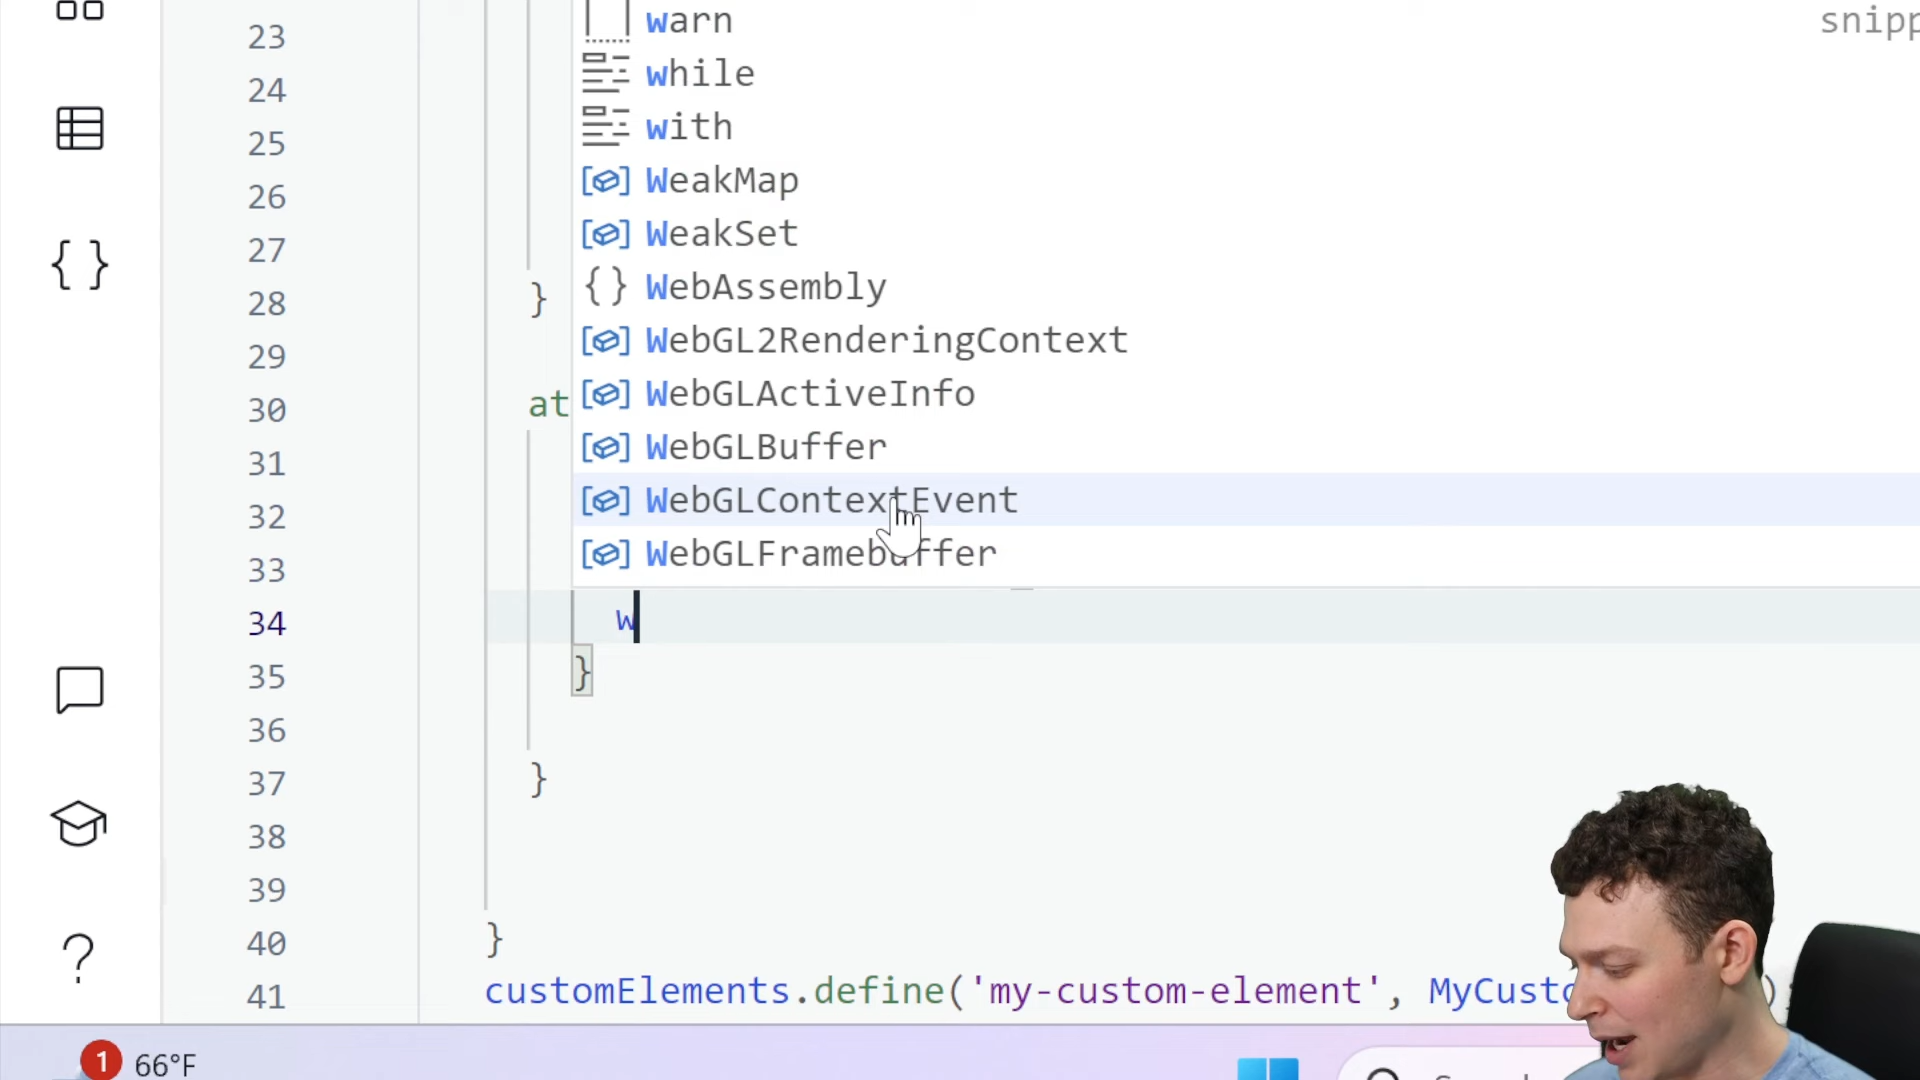 23
warn
snipp
24
while
25
with
26
WeakMap
27
WeakSet
28
}
{} WebAssembly
29
WebGL2RenderingContext
30
at
WebGLActiveInfo
31
WebGLBuffer
32
WebGLContextEvent
33
WebGLFramebuffer
34
w
35
}
36
37
}
38
39
40
}
41
customElements.define('my-custom-element', MyCusto );
1
66°F